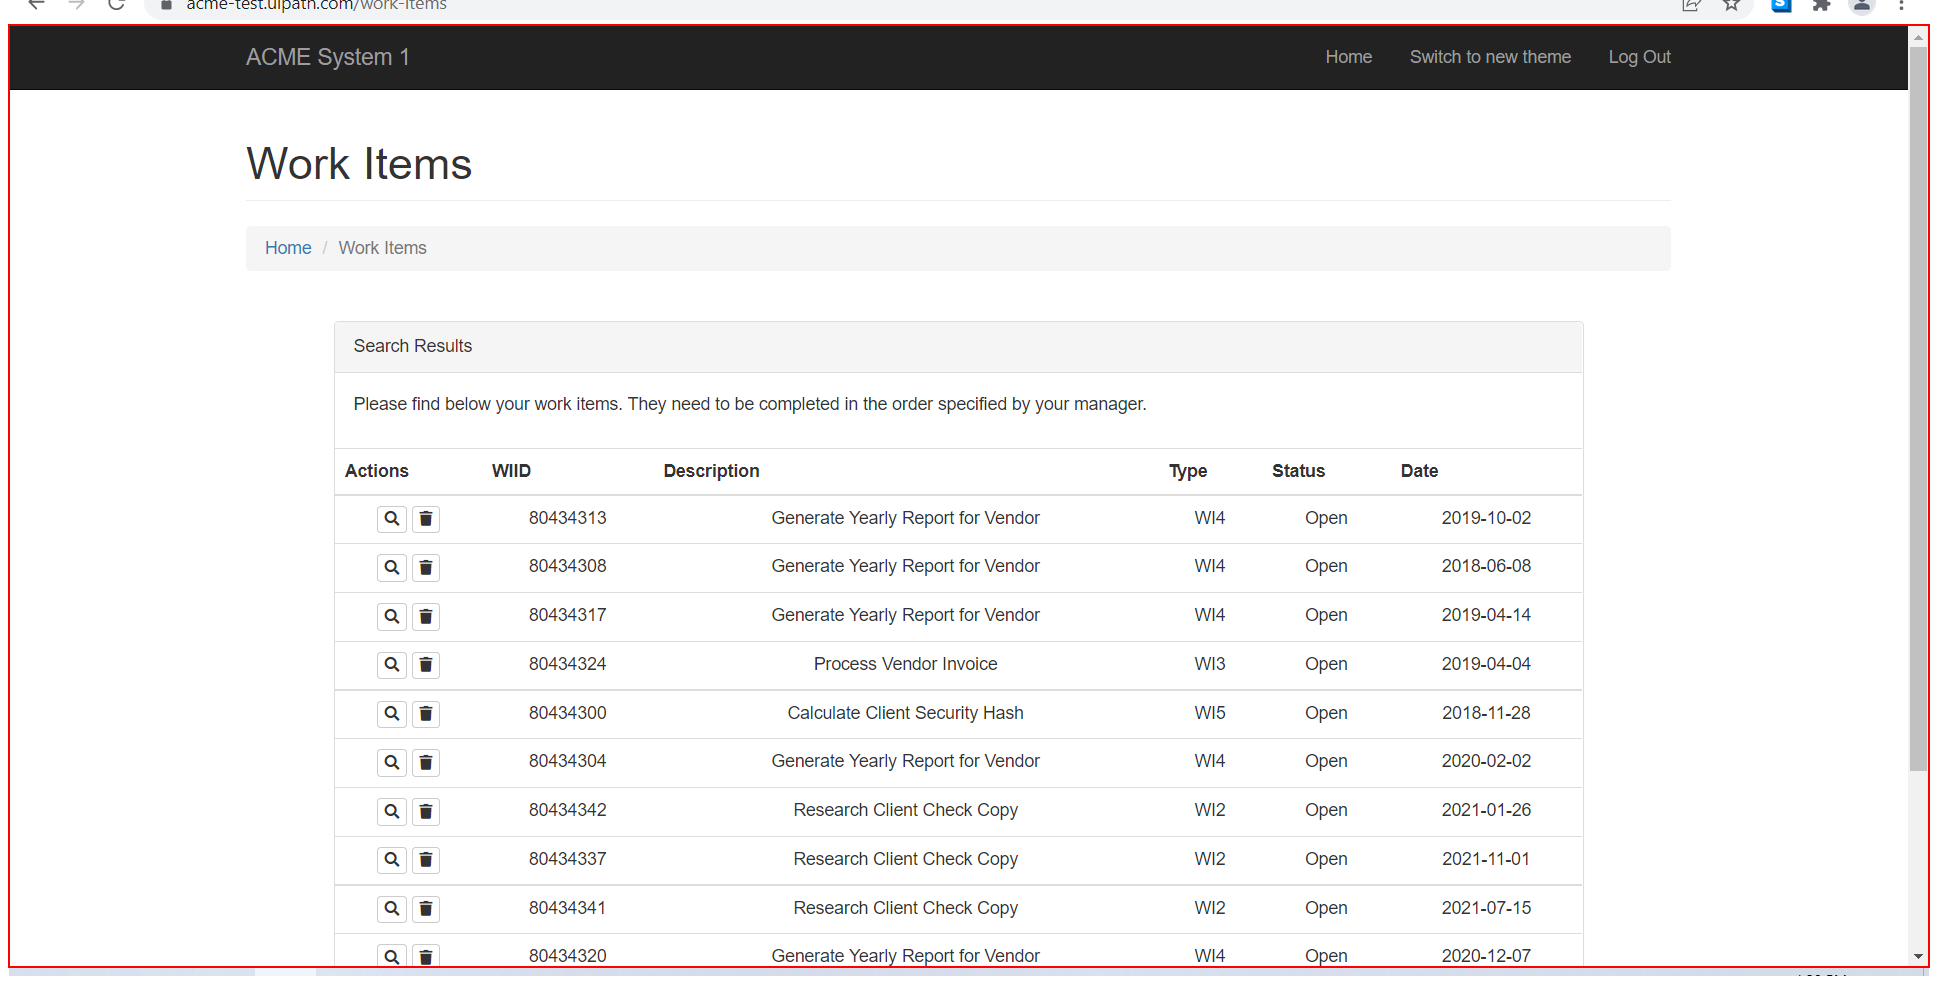 acme-test.uipath.com/work-items
ACME System 1 Home Switch to new theme Log Out
Work Items
Home / Work Items
Search Results
Please find below your work items. They need to be completed in the order specified by your manager.
Actions WIID Description Type Status Date
80434313 Generate Yearly Report for Vendor WI4 Open 2019-10-02
80434308 Generate Yearly Report for Vendor WI4 Open 2018-06-08
80434317 Generate Yearly Report for Vendor WI4 Open 2019-04-14
80434324 Process Vendor Invoice WI3 Open 2019-04-04
80434300 Calculate Client Security Hash WI5 Open 2018-11-28
80434304 Generate Yearly Report for Vendor WI4 Open 2020-02-02
80434342 Research Client Check Copy WI2 Open 2021-01-26
80434337 Research Client Check Copy WI2 Open 2021-11-01
80434341 Research Client Check Copy WI2 Open 2021-07-15
80434320 Generate Yearly Report for Vendor WI4 Open 2020-12-07